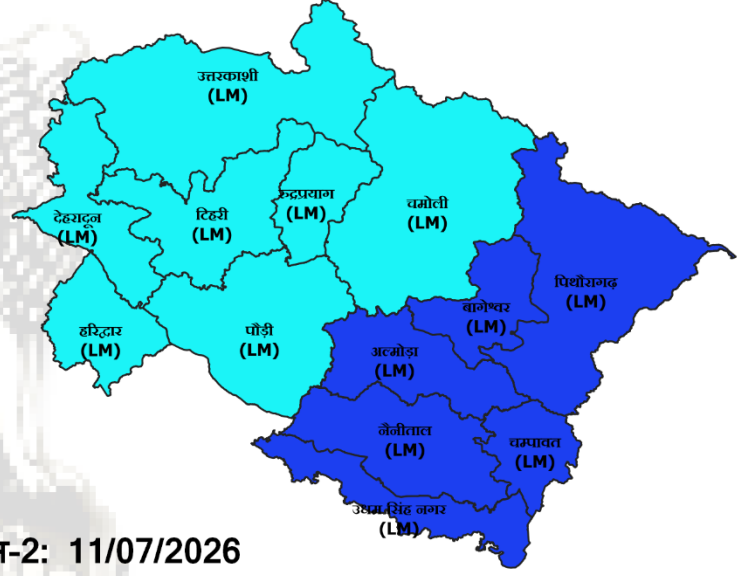 उत्तरकाशी
(LM)
देहरादून
(LM)
टिहरी
(LM)
रुद्रप्रयाग
(LM)
चमोली
(LM)
हरिद्वार
(LM)
पौड़ी
(LM)
पिथौरागढ़
(LM)
बागेश्वर
(LM)
अल्मोड़ा
(LM)
नैनीताल
(LM)
चम्पावत
(LM)
उधम सिंह नगर
(LM)
-2: 11/07/2026